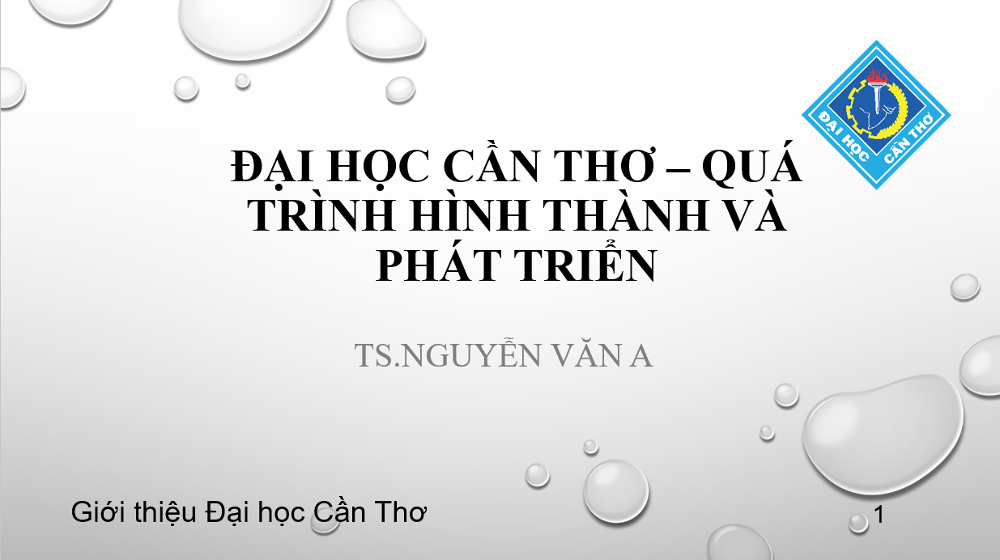 ĐẠI HỌC CẦN THƠ
ĐẠI HỌC CẦN THƠ – QUÁ
TRÌNH HÌNH THÀNH VÀ
PHÁT TRIỂN
TS.NGUYỄN VĂN A
Giới thiệu Đại học Cần Thơ
1